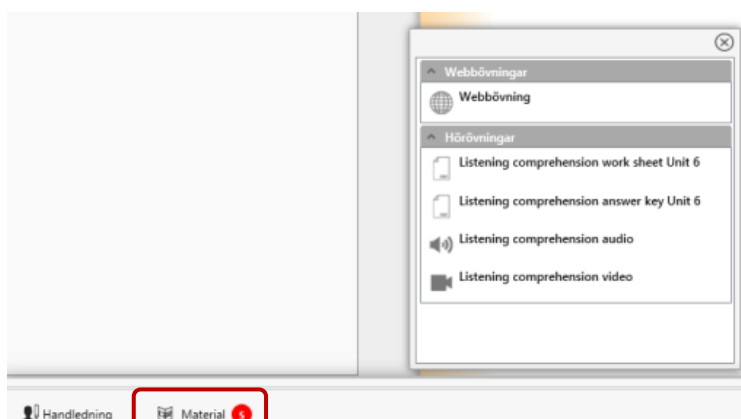 Webbövningar
Webbövning
Hörövningar
Listening comprehension work sheet Unit 6
Listening comprehension answer key Unit 6
Listening comprehension audio
Listening comprehension video
Handledning
Material 5